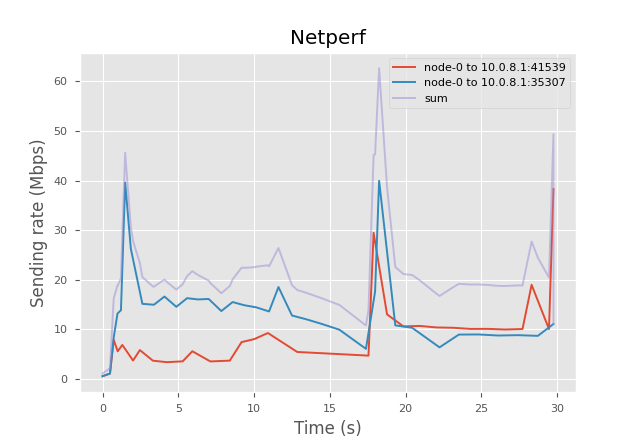 Netperf
node-0 to 10.0.8.1:41539
node-0 to 10.0.8.1:35307
sum
Sending rate (Mbps)
60
50
40
30
20
10
0
0 5 10 15 20 25 30
Time (s)